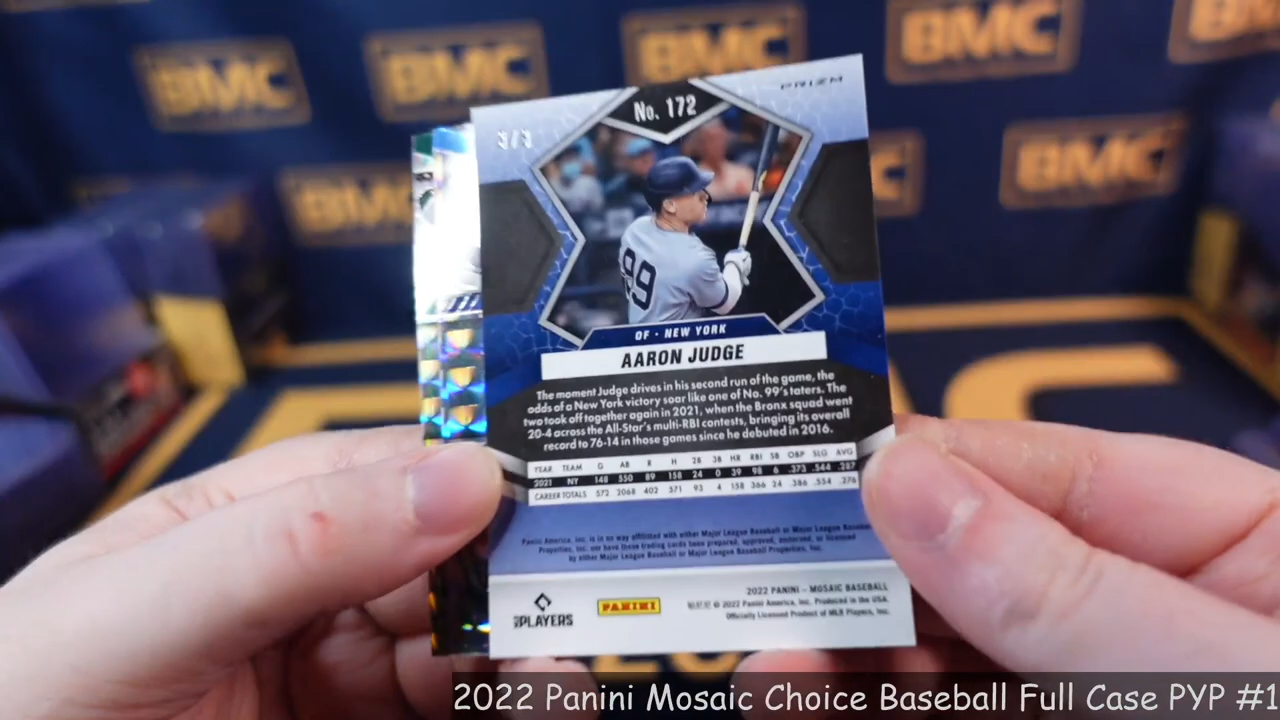 BMC BMC BMC BMC
BMC BMC
PRIZM
No. 172
3/3
99
OF · NEW YORK
AARON JUDGE
The moment Judge drives in his second run of the game, the
odds of a New York victory soar like one of No. 99's taters. The
two took off together again in 2021, when the Bronx squad went
20-4 across the All-Star's multi-RBI contests, bringing its overall
record to 76-14 in those games since he debuted in 2016.
YEAR TEAM G AB R H 2B 3B HR RBI SB OBP SLG AVG
2021 NY 148 550 89 158 24 0 39 98 6 .373 .544 .287
CAREER TOTALS 572 2068 402 571 93 4 158 366 24 .386 .554 .276
Panini America, Inc. is in no way affiliated with either Major League Baseball or Major League Baseball
Properties, Inc. nor have these trading cards been prepared, approved, endorsed, or licensed
by either Major League Baseball or Major League Baseball Properties, Inc.
2022 PANINI – MOSAIC BASEBALL
© 2022 Panini America, Inc. Produced in the USA.
Officially Licensed Product of MLB Players, Inc.
PLAYERS
PANINI
2022 Panini Mosaic Choice Baseball Full Case PYP #1